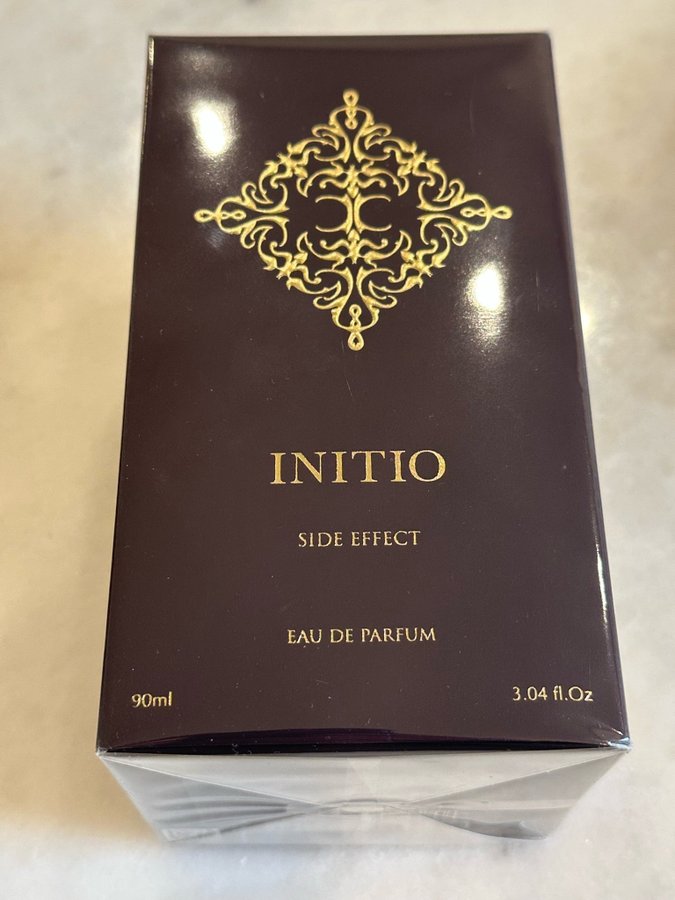 INITIO
SIDE EFFECT
EAU DE PARFUM
90ml
3.04 fl.Oz